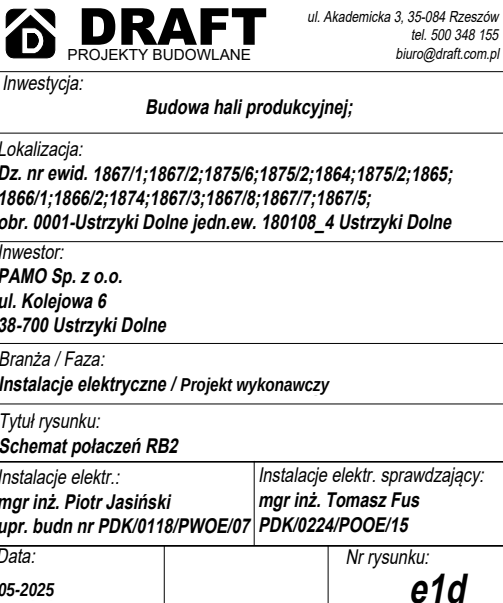 DRAFT
PROJEKTY BUDOWLANE
ul. Akademicka 3, 35-084 Rzeszów
tel. 500 348 155
biuro@draft.com.pl
Inwestycja:
Budowa hali produkcyjnej;
Lokalizacja:
Dz. nr ewid. 1867/1;1867/2;1875/6;1875/2;1864;1875/2;1865;
1866/1;1866/2;1874;1867/3;1867/8;1867/7;1867/5;
obr. 0001-Ustrzyki Dolne jedn.ew. 180108_4 Ustrzyki Dolne
Inwestor:
PAMO Sp. z o.o.
ul. Kolejowa 6
38-700 Ustrzyki Dolne
Branża / Faza:
Instalacje elektryczne / Projekt wykonawczy
Tytuł rysunku:
Schemat połaczeń RB2
Instalacje elektr.:
mgr inż. Piotr Jasiński
upr. budn nr PDK/0118/PWOE/07
Instalacje elektr. sprawdzający:
mgr inż. Tomasz Fus
PDK/0224/POOE/15
Data:
05-2025
Nr rysunku:
e1d